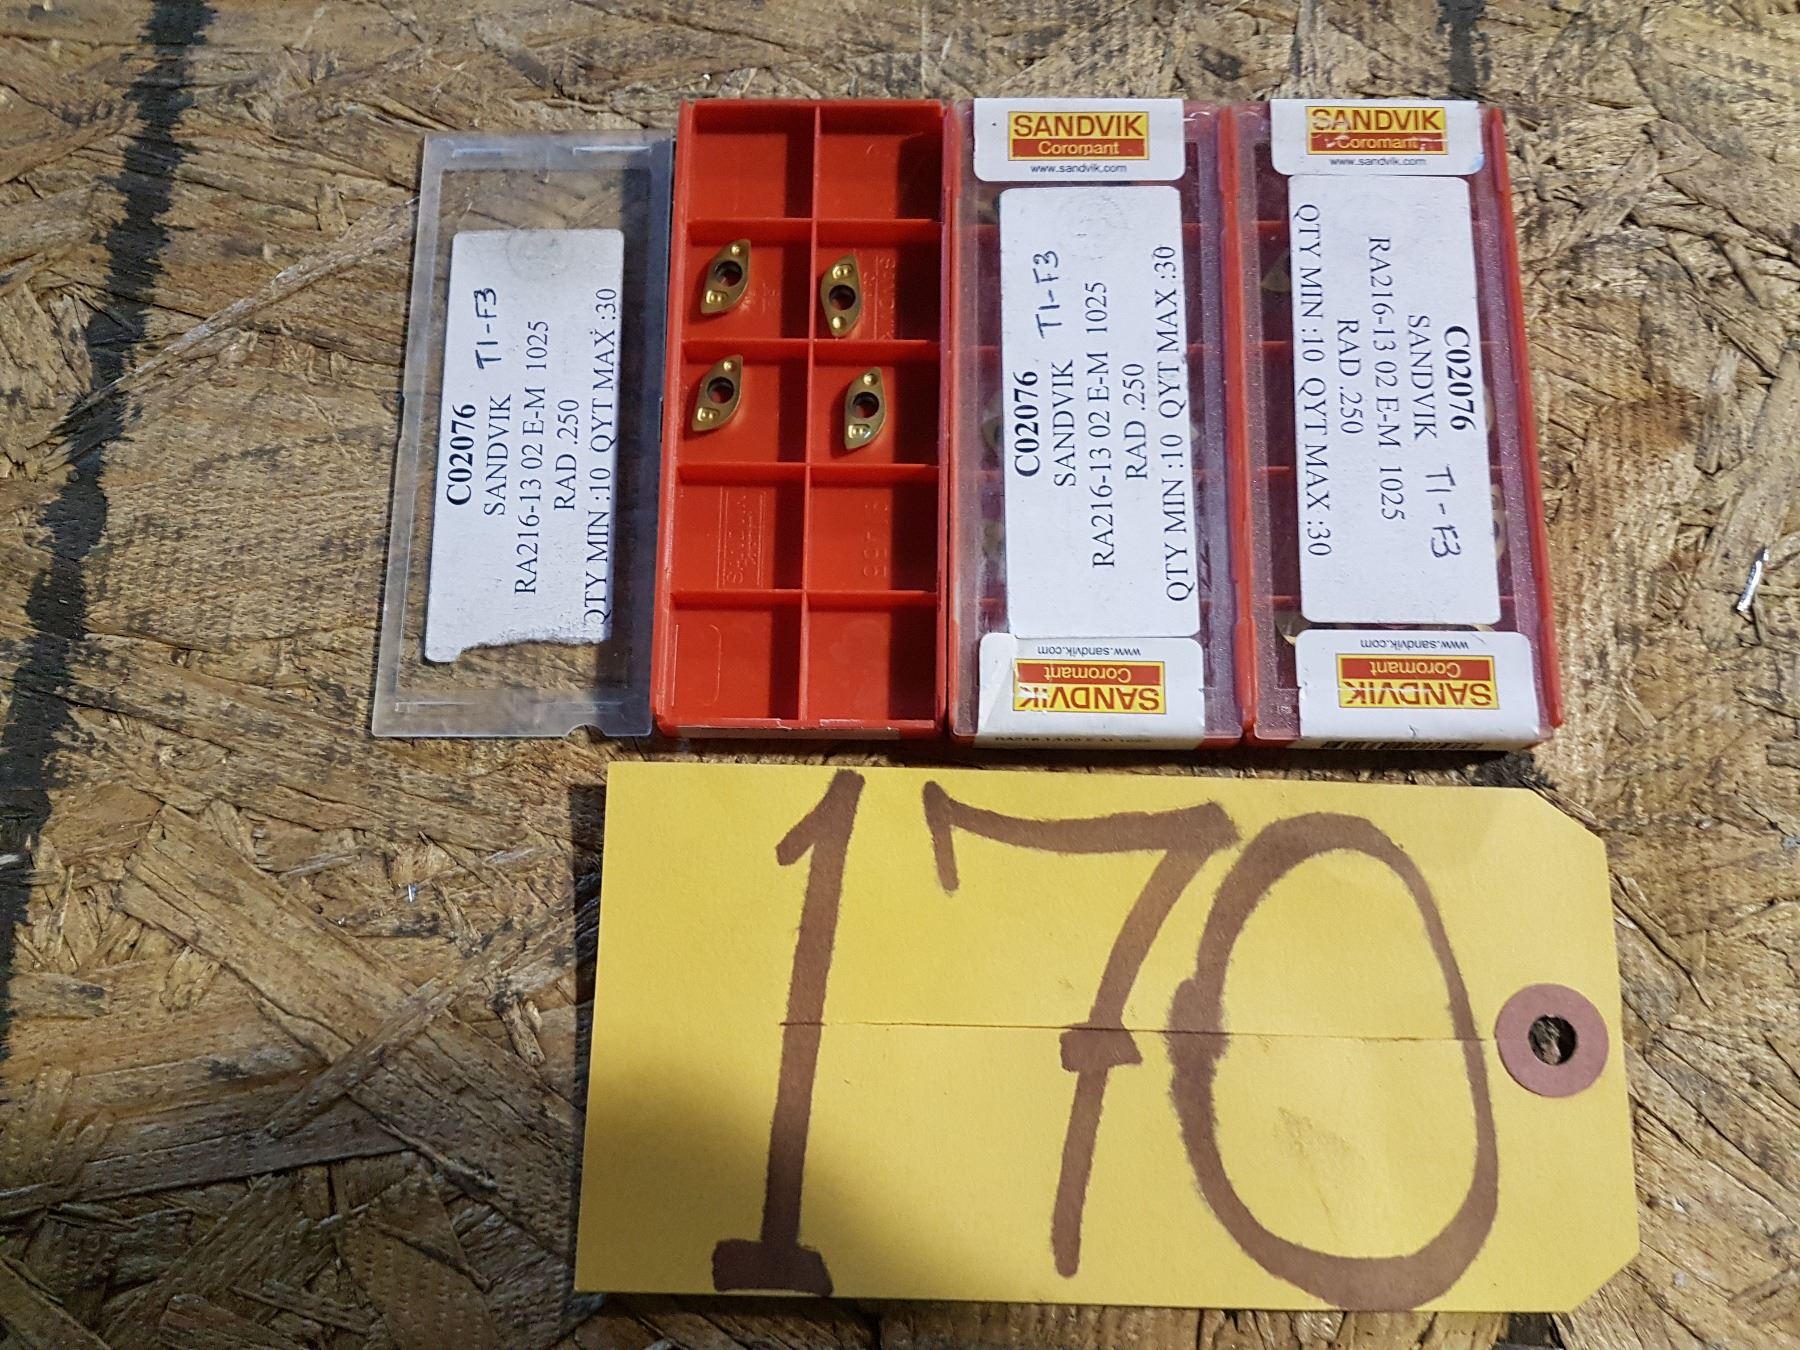 C02076
SANDVIK T1-F3
RA216-13 02 E-M 1025
RAD .250
QTY MIN :10 QYT MAX :30
SANDVIK
Coromant
www.sandvik.com
C02076
SANDVIK T1-F3
RA216-13 02 E-M 1025
RAD .250
QTY MIN :10 QYT MAX :30
www.sandvik.com
SANDVIK
Coromant
SANDVIK
Coromant
www.sandvik.com
C02076
SANDVIK T1-F3
RA216-13 02 E-M 1025
RAD .250
QTY MIN :10 QYT MAX :30
www.sandvik.com
SANDVIK
Coromant
170